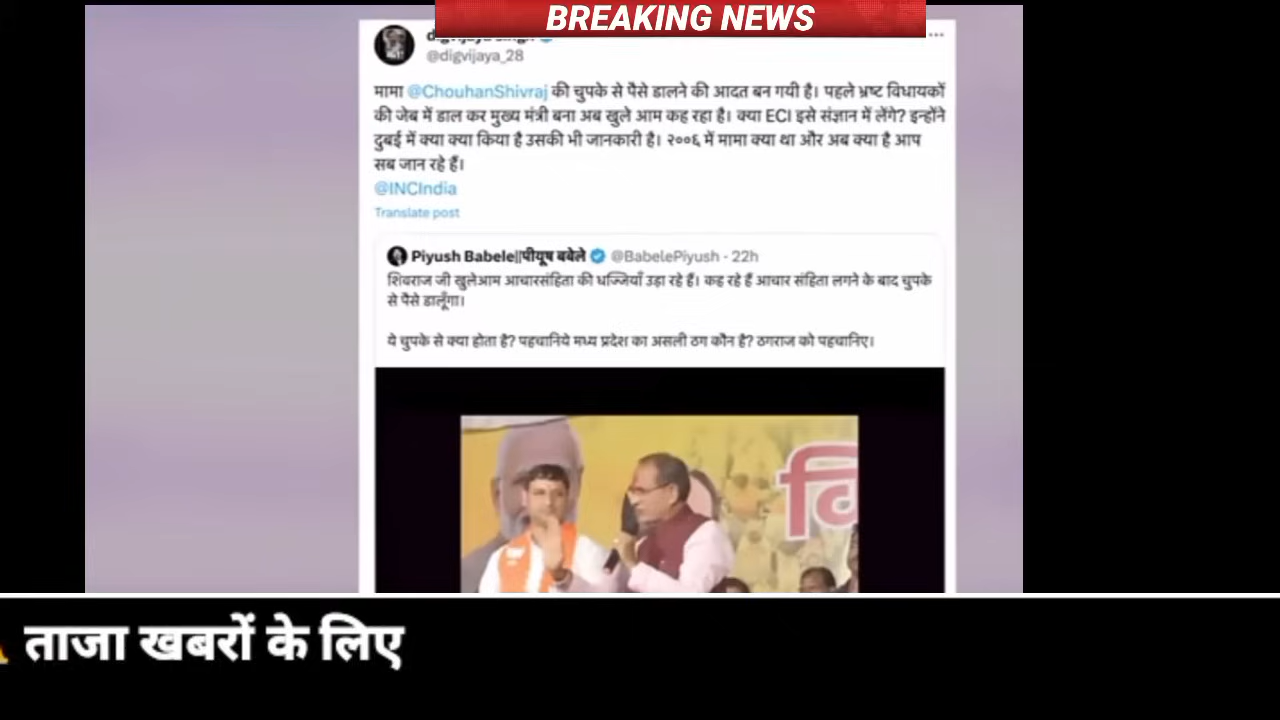 BREAKING NEWS
@digvijaya_28
मामा @ChouhanShivraj की चुपके से पैसे डालने की आदत बन गयी है। पहले भ्रष्ट विधायकों
की जेब में डाल कर मुख्य मंत्री बना अब खुले आम कह रहा है। क्या ECI इसे संज्ञान में लेंगे? इन्होंने
दुबई में क्या क्या किया है उसकी भी जानकारी है। २००६ में मामा क्या था और अब क्या है आप
सब जान रहे हैं।
@INCIndia
Translate post
Piyush Babele||पीयूष बबेले @BabelePiyush · 22h
शिवराज जी खुलेआम आचारसंहिता की धज्जियाँ उड़ा रहे हैं। कह रहे हैं आचार संहिता लगने के बाद चुपके
से पैसे डालूँगा।
ये चुपके से क्या होता है? पहचानिये मध्य प्रदेश का असली ठग कौन है? ठगराज को पहचानिए।
वि
ताजा खबरों के लिए